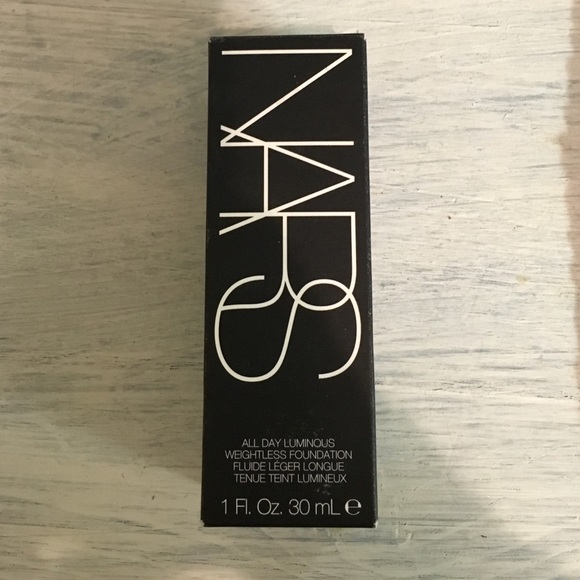 NARS
ALL DAY LUMINOUS
WEIGHTLESS FOUNDATION
FLUIDE LÉGER LONGUE
TENUE TEINT LUMINEUX
1 Fl. Oz. 30 mL ℮